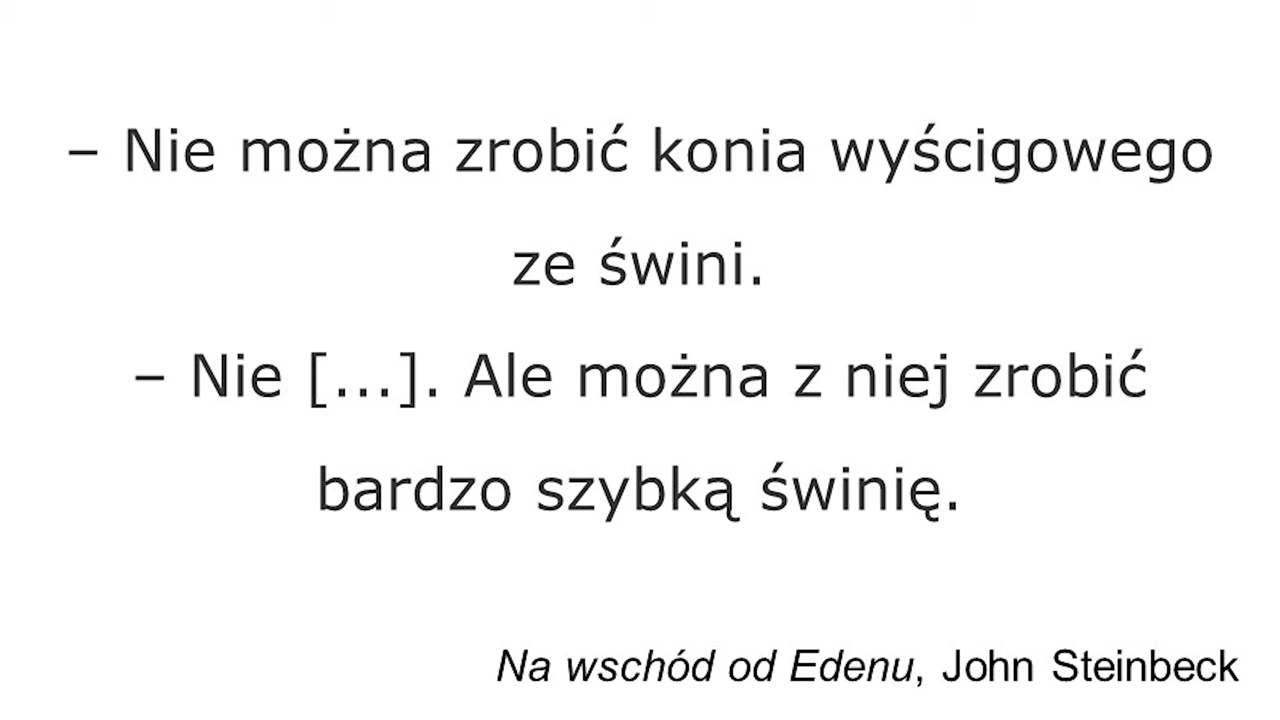 – Nie można zrobić konia wyścigowego
ze świni.
– Nie [...]. Ale można z niej zrobić
bardzo szybką świnię.
Na wschód od Edenu, John Steinbeck